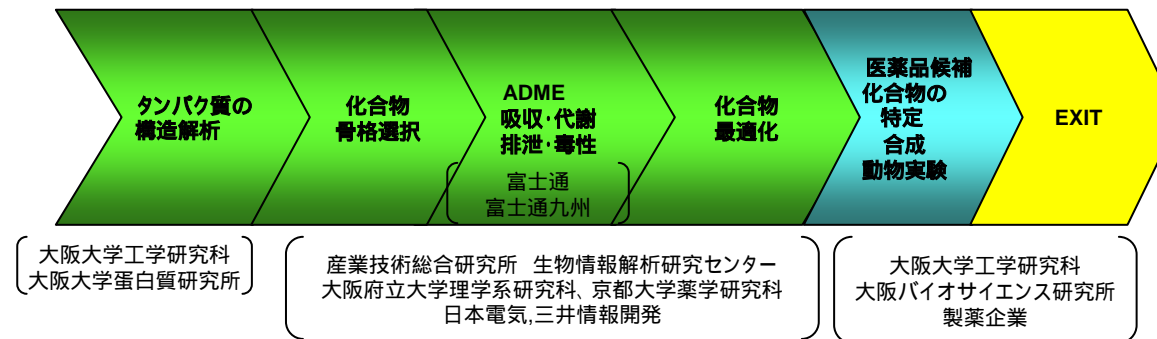 タンパク質の
構造解析
化合物
骨格選択
ADME
吸収・代謝
排泄・毒性
富士通
富士通九州
化合物
最適化
医薬品候補
化合物の
特定
合成
動物実験
EXIT
大阪大学工学研究科
大阪大学蛋白質研究所
産業技術総合研究所 生物情報解析研究センター
大阪府立大学理学系研究科、京都大学薬学研究科
日本電気,三井情報開発
大阪大学工学研究科
大阪バイオサイエンス研究所
製薬企業